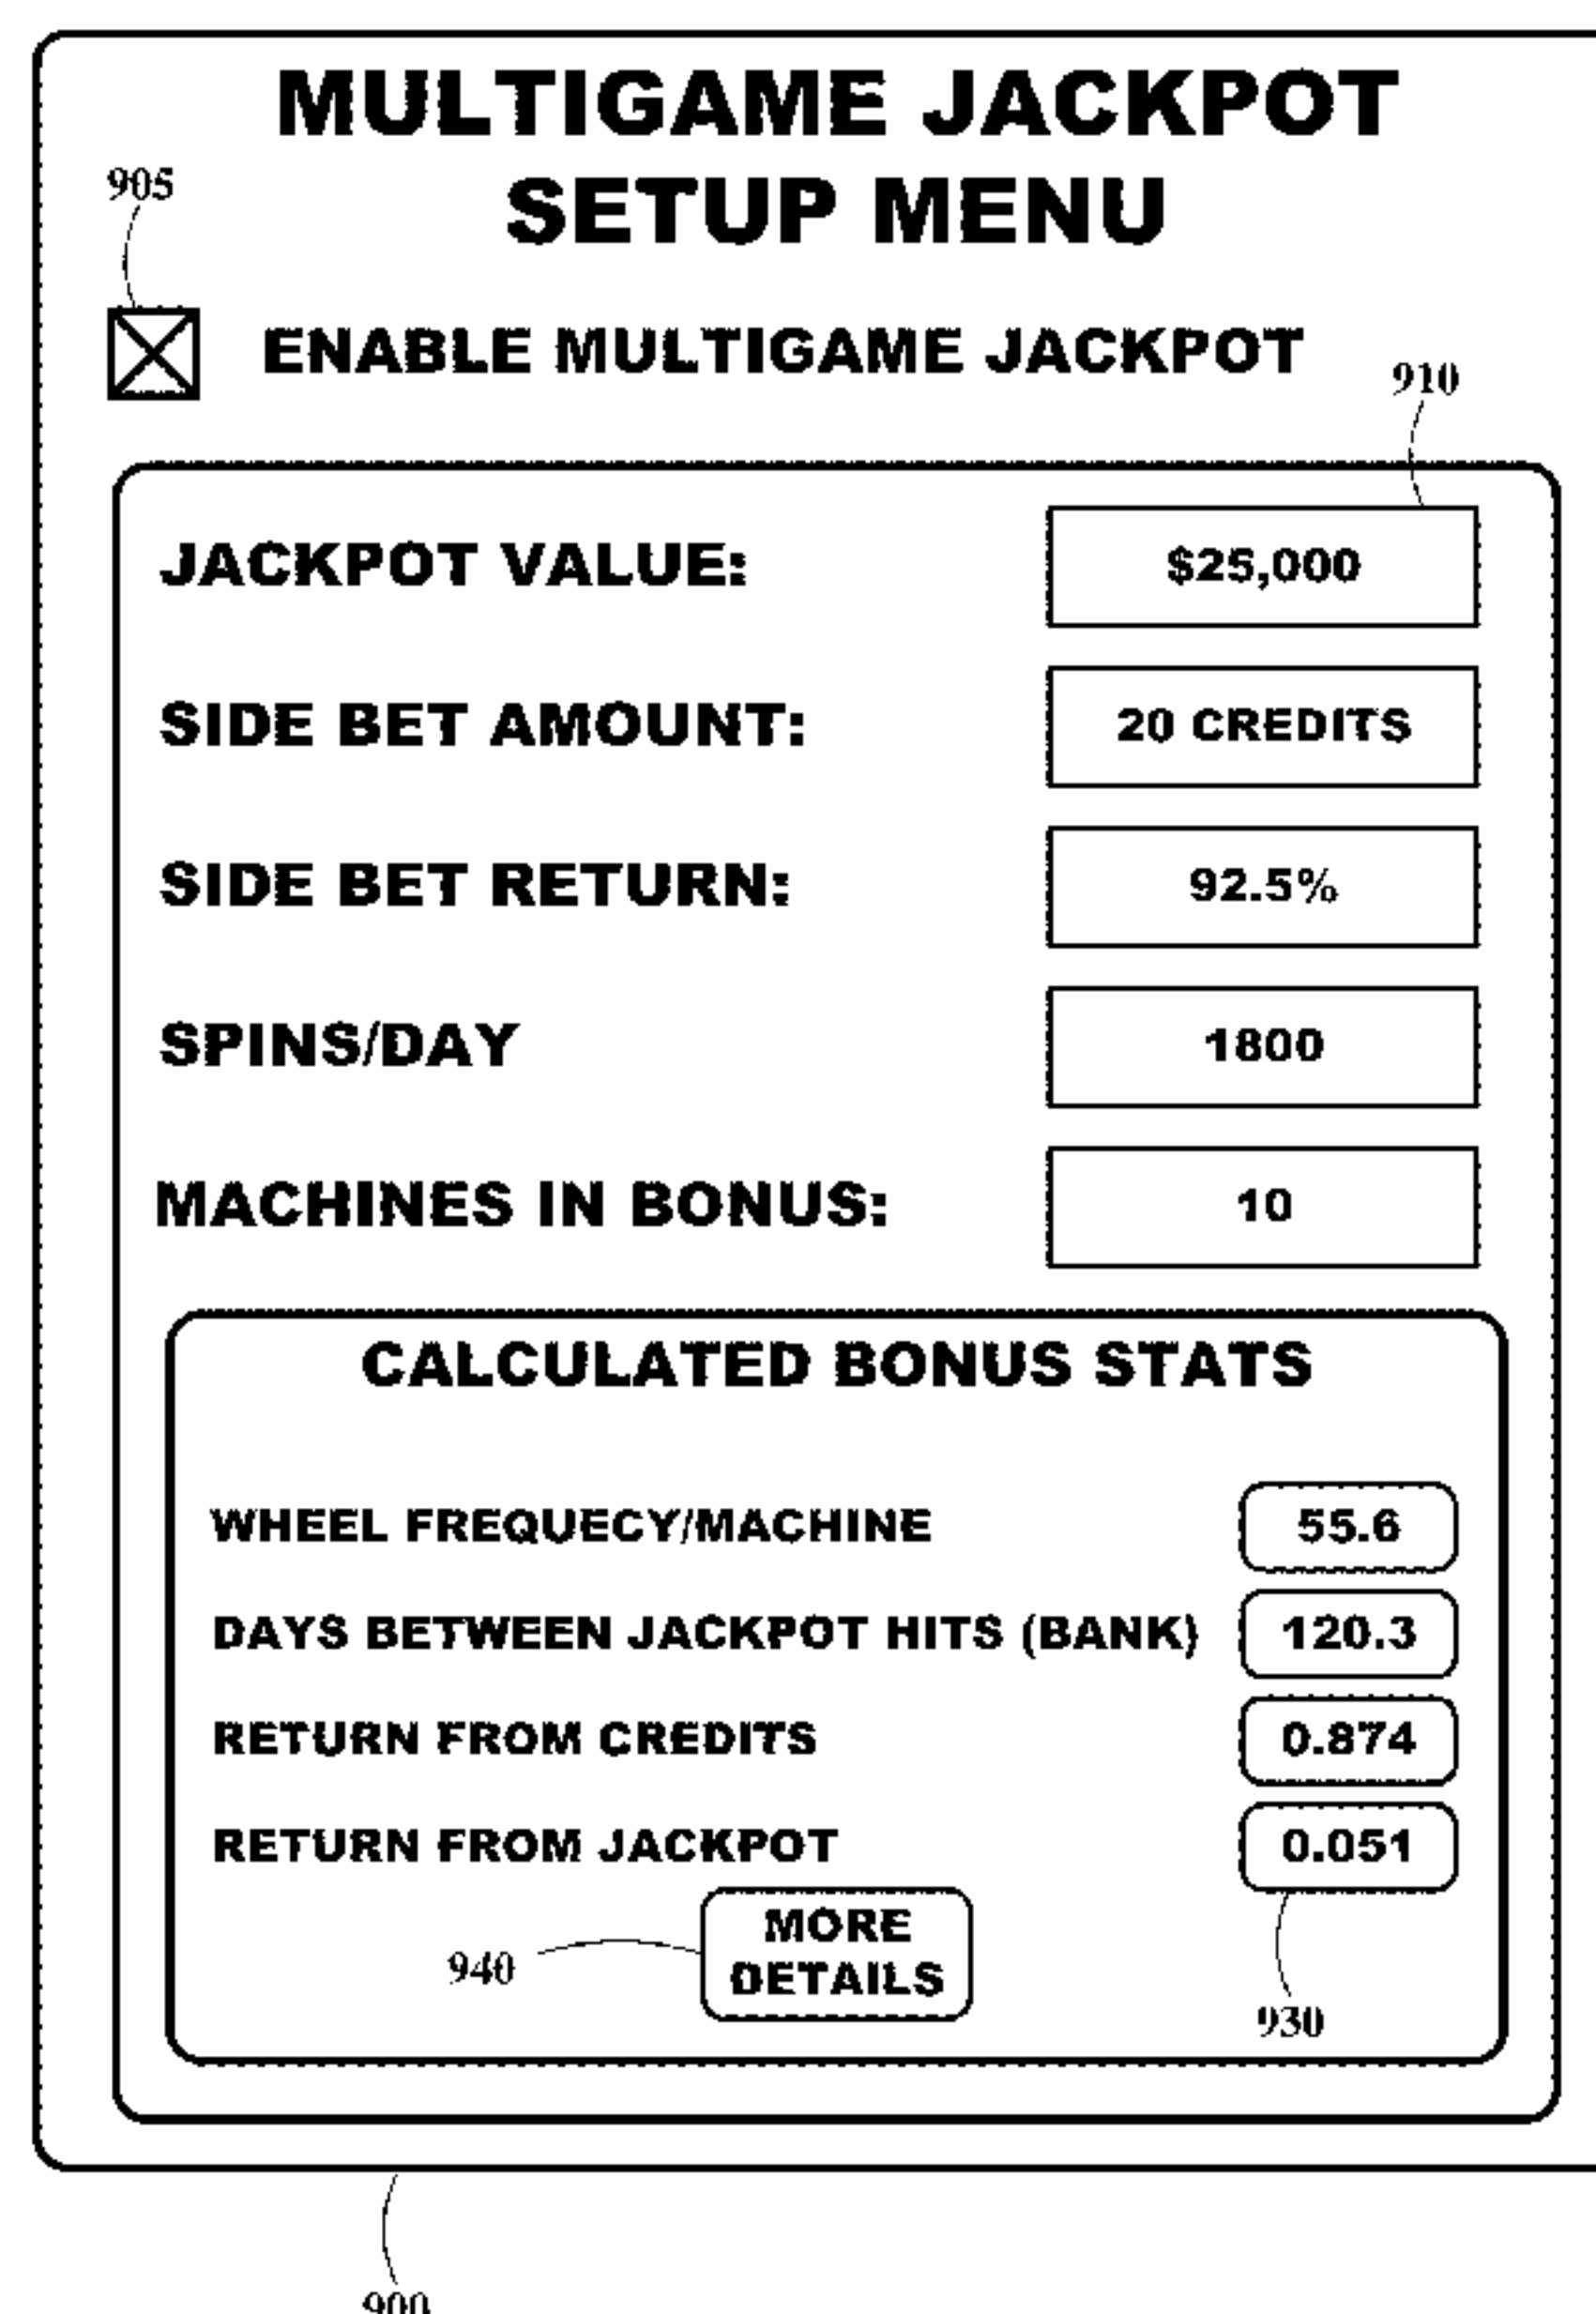 MULTIGAME JACKPOT
SETUP MENU
905
ENABLE MULTIGAME JACKPOT
910
JACKPOT VALUE: $25,000
SIDE BET AMOUNT: 20 CREDITS
SIDE BET RETURN: 92.5%
SPINS/DAY 1800
MACHINES IN BONUS: 10
CALCULATED BONUS STATS
WHEEL FREQUECY/MACHINE 55.6
DAYS BETWEEN JACKPOT HITS (BANK) 120.3
RETURN FROM CREDITS 0.874
RETURN FROM JACKPOT 0.051
MORE
DETAILS
940
930
900